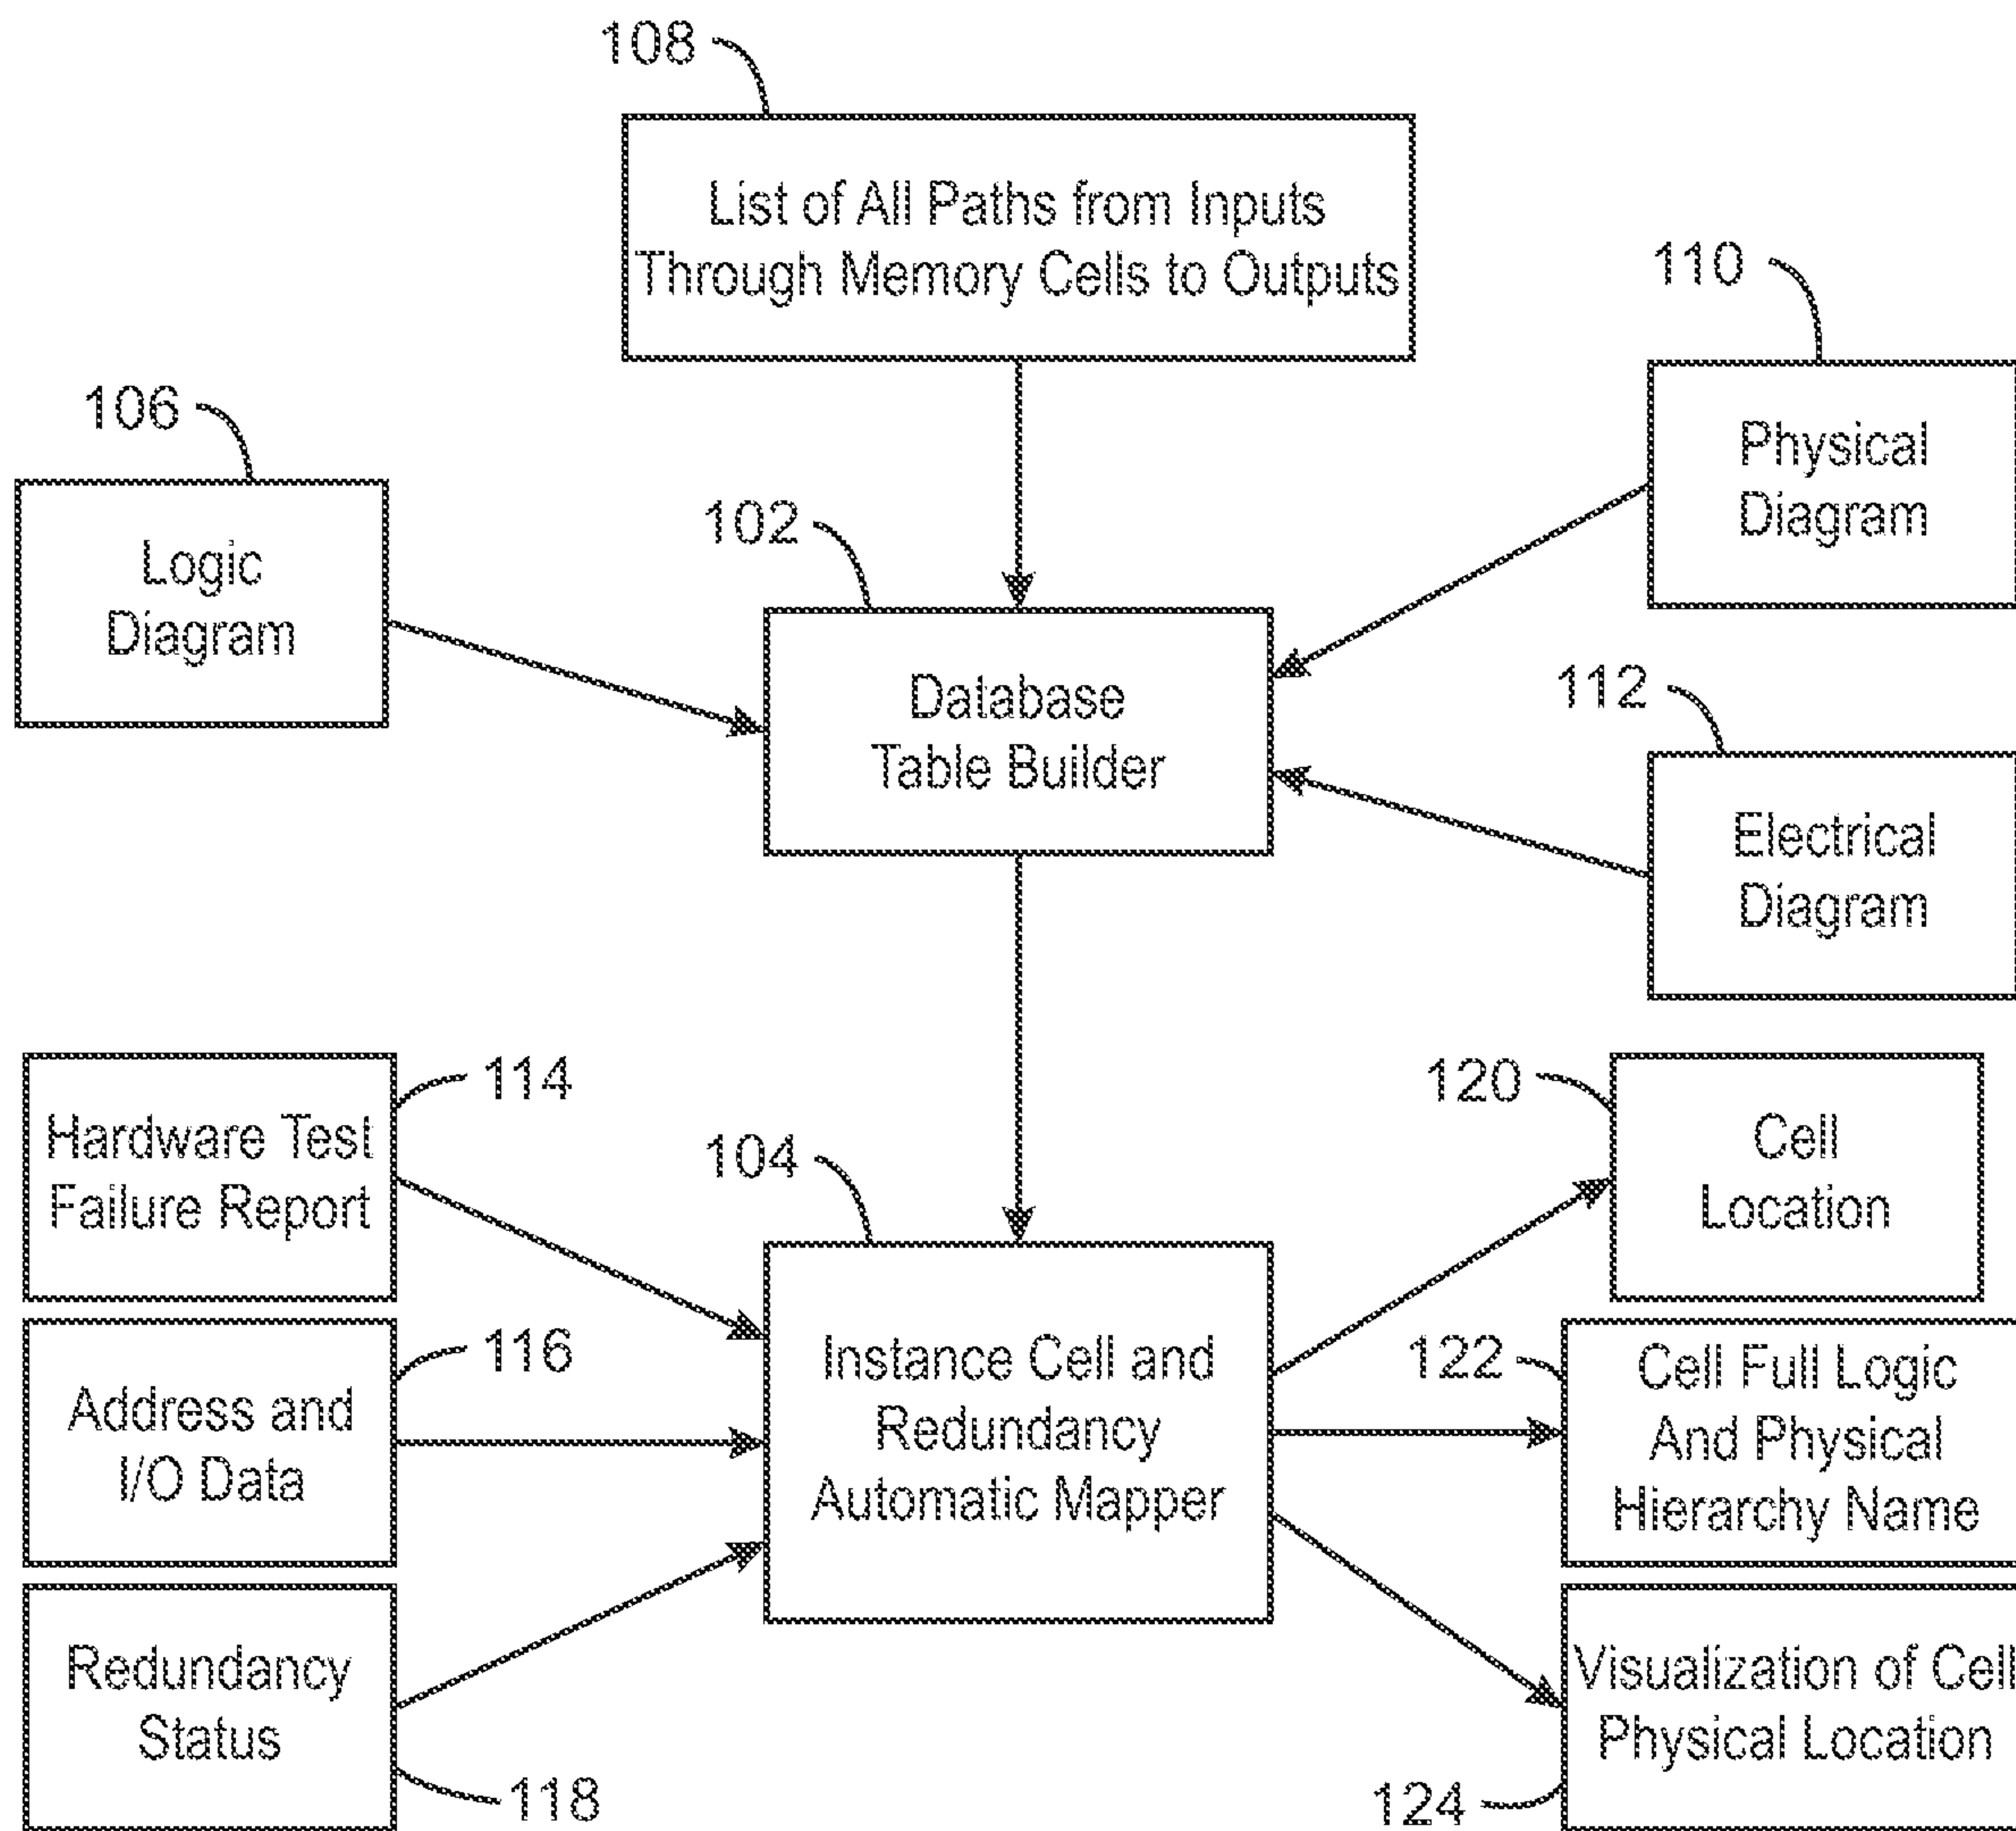 108
List of All Paths from Inputs
Through Memory Cells to Outputs
110
Physical
Diagram
106
Logic
Diagram
102
Database
Table Builder
112
Electrical
Diagram
114
Hardware Test
Failure Report
104
Instance Cell and
Redundancy
Automatic Mapper
120
Cell
Location
116
Address and
I/O Data
122
Cell Full Logic
And Physical
Hierarchy Name
Redundancy
Status
118
Visualization of Cell
Physical Location
124